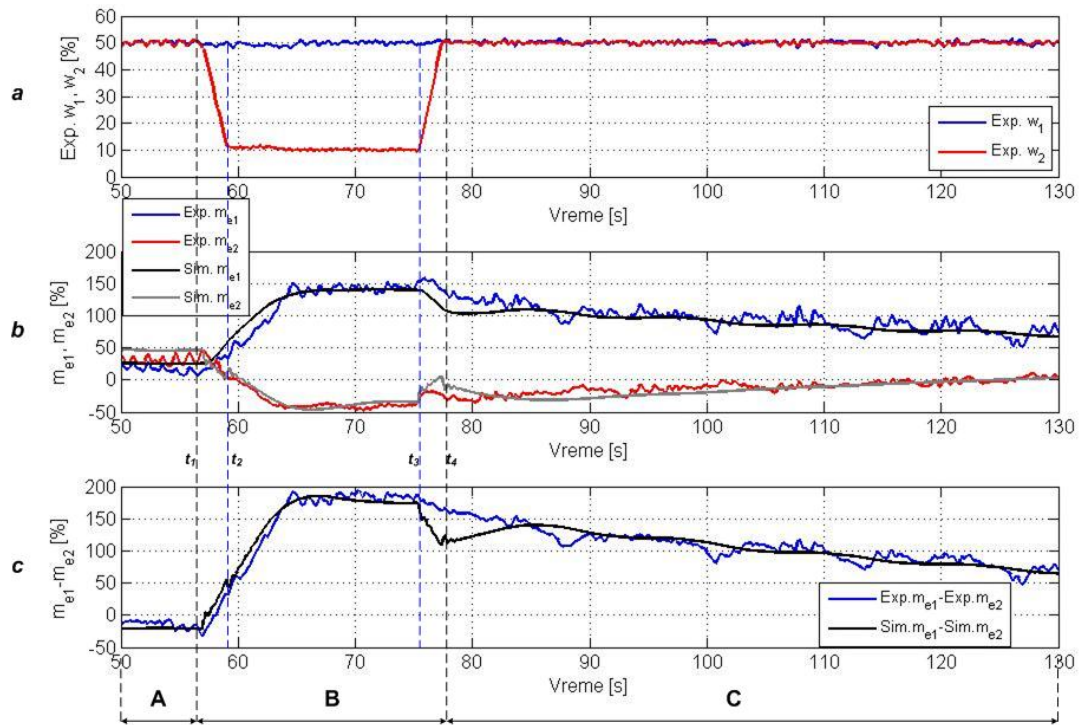 a
Exp. w1, w2 [%]
60
50
40
30
20
10
0
50 60 70 80 90 100 110 120 130
Vreme [s]
Exp. w1
Exp. w2
b
me1, me2 [%]
200
150
100
50
0
-50
50 60 70 80 90 100 110 120 130
Vreme [s]
Exp. me1
Exp. me2
Sim. me1
Sim. me2
t1 t2 t3 t4
c
me1-me2 [%]
200
150
100
50
0
-50
50 60 70 80 90 100 110 120 130
Vreme [s]
Exp.me1-Exp.me2
Sim.me1-Sim.me2
A B C